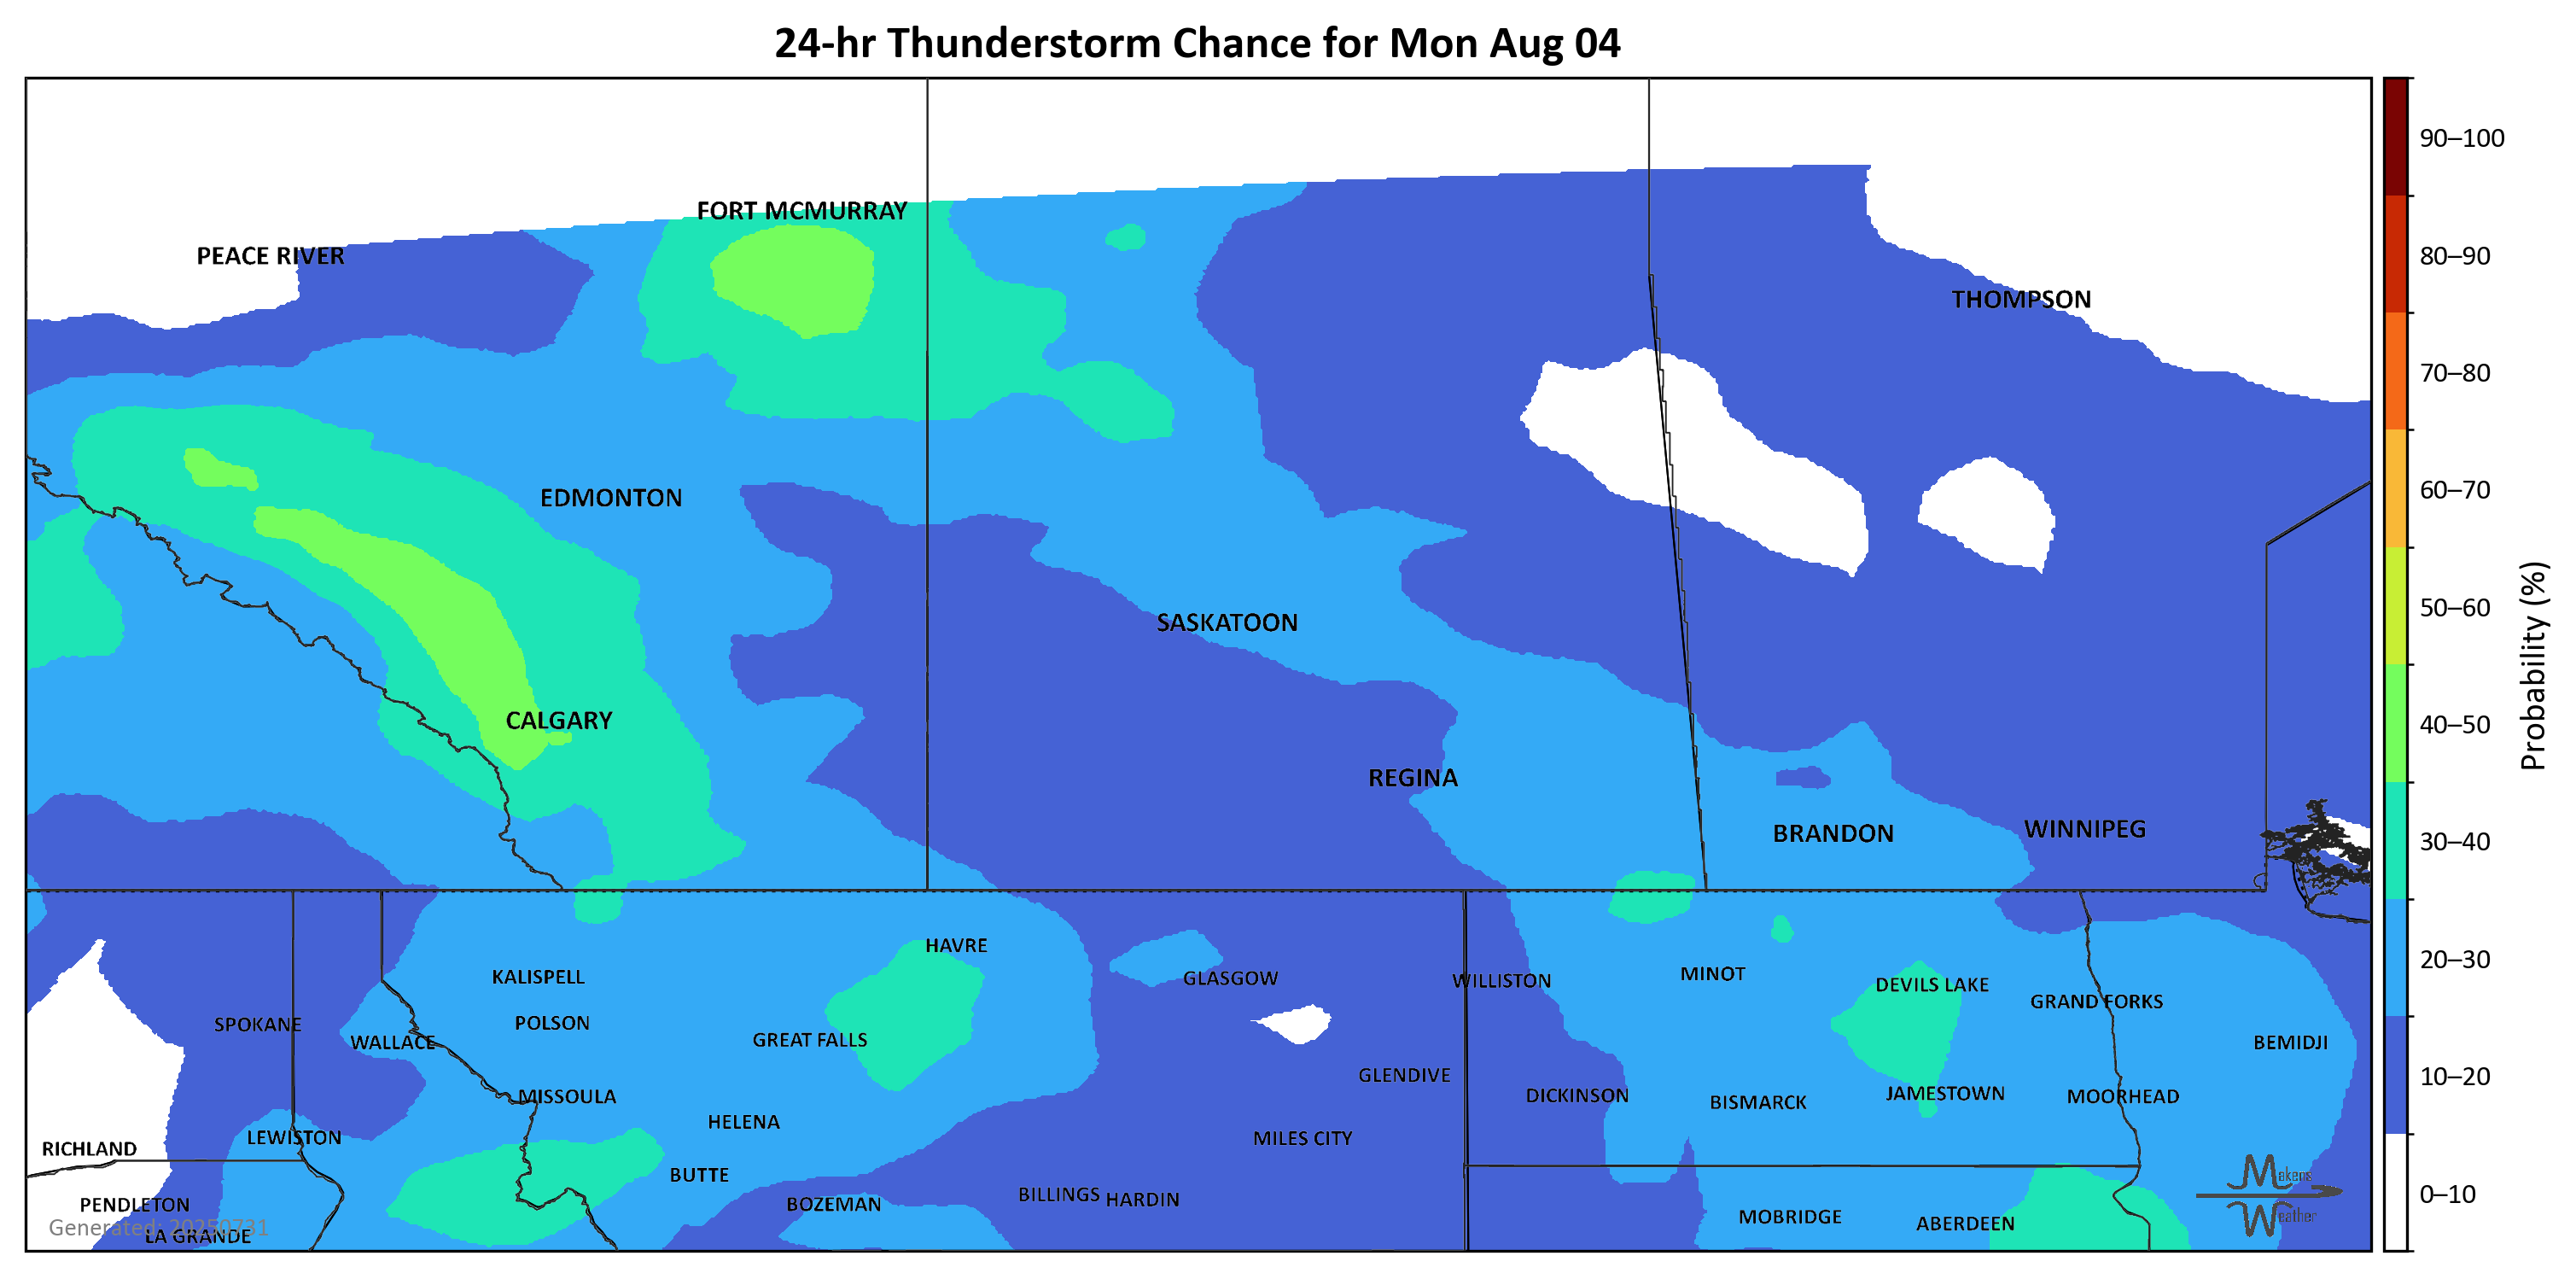 24-hr Thunderstorm Chance for Mon Aug 04
90–100
FORT MCMURRAY
PEACE RIVER
80–90
THOMPSON
70–80
EDMONTON
60–70
SASKATOON
50–60
Probability (%)
CALGARY
40–50
REGINA
BRANDON
WINNIPEG
30–40
HAVRE
20–30
KALISPELL
GLASGOW
WILLISTON
MINOT
DEVILS LAKE
GRAND FORKS
SPOKANE
POLSON
WALLACE
GREAT FALLS
BEMIDJI
GLENDIVE
10–20
MISSOULA
DICKINSON
BISMARCK
JAMESTOWN
MOORHEAD
HELENA
LEWISTON
MILES CITY
RICHLAND
BUTTE
Makens
Weather
BILLINGS
HARDIN
0–10
PENDLETON
BOZEMAN
MOBRIDGE
ABERDEEN
Generated: 20250731
LA GRANDE